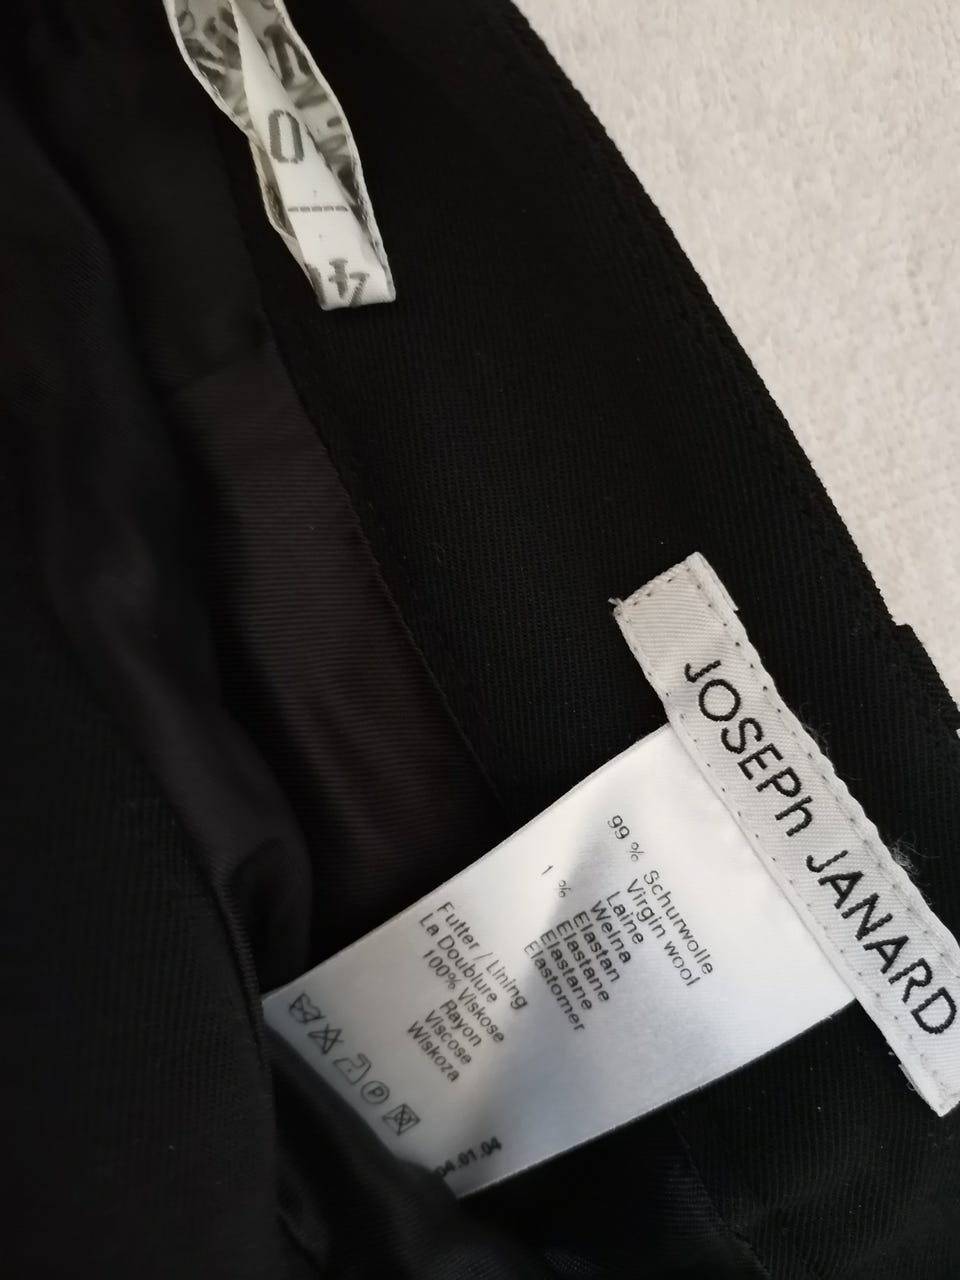 0
JOSEPh JANARD
99 % Schurwolle
Virgin wool
Laine
Wełna
1 % Elastan
Elastane
Elastane
Elastomer
Futter / Lining
La Doublure
100% Viskose
Rayon
Viscose
Wiskoza
P
04.01.04